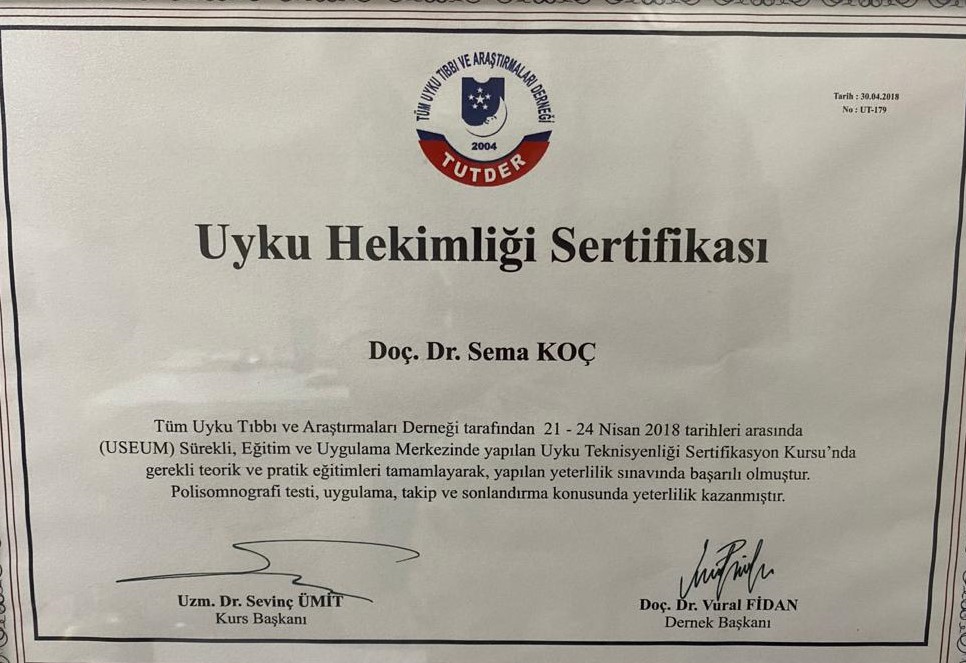 TÜM UYKU TIBBI VE ARAŞTIRMALARI DERNEĞİ
2004
TUTDER
Tarih : 30.04.2018
No : UT-179
Uyku Hekimliği Sertifikası
Doç. Dr. Sema KOÇ
Tüm Uyku Tıbbı ve Araştırmaları Derneği tarafından 21 - 24 Nisan 2018 tarihleri arasında
(USEUM) Sürekli, Eğitim ve Uygulama Merkezinde yapılan Uyku Teknisyenliği Sertifikasyon Kursu'nda
gerekli teorik ve pratik eğitimleri tamamlayarak, yapılan yeterlilik sınavında başarılı olmuştur.
Polisomnografi testi, uygulama, takip ve sonlandırma konusunda yeterlilik kazanmıştır.
Uzm. Dr. Sevinç ÜMİT
Kurs Başkanı
Doç. Dr. Vural FİDAN
Dernek Başkanı